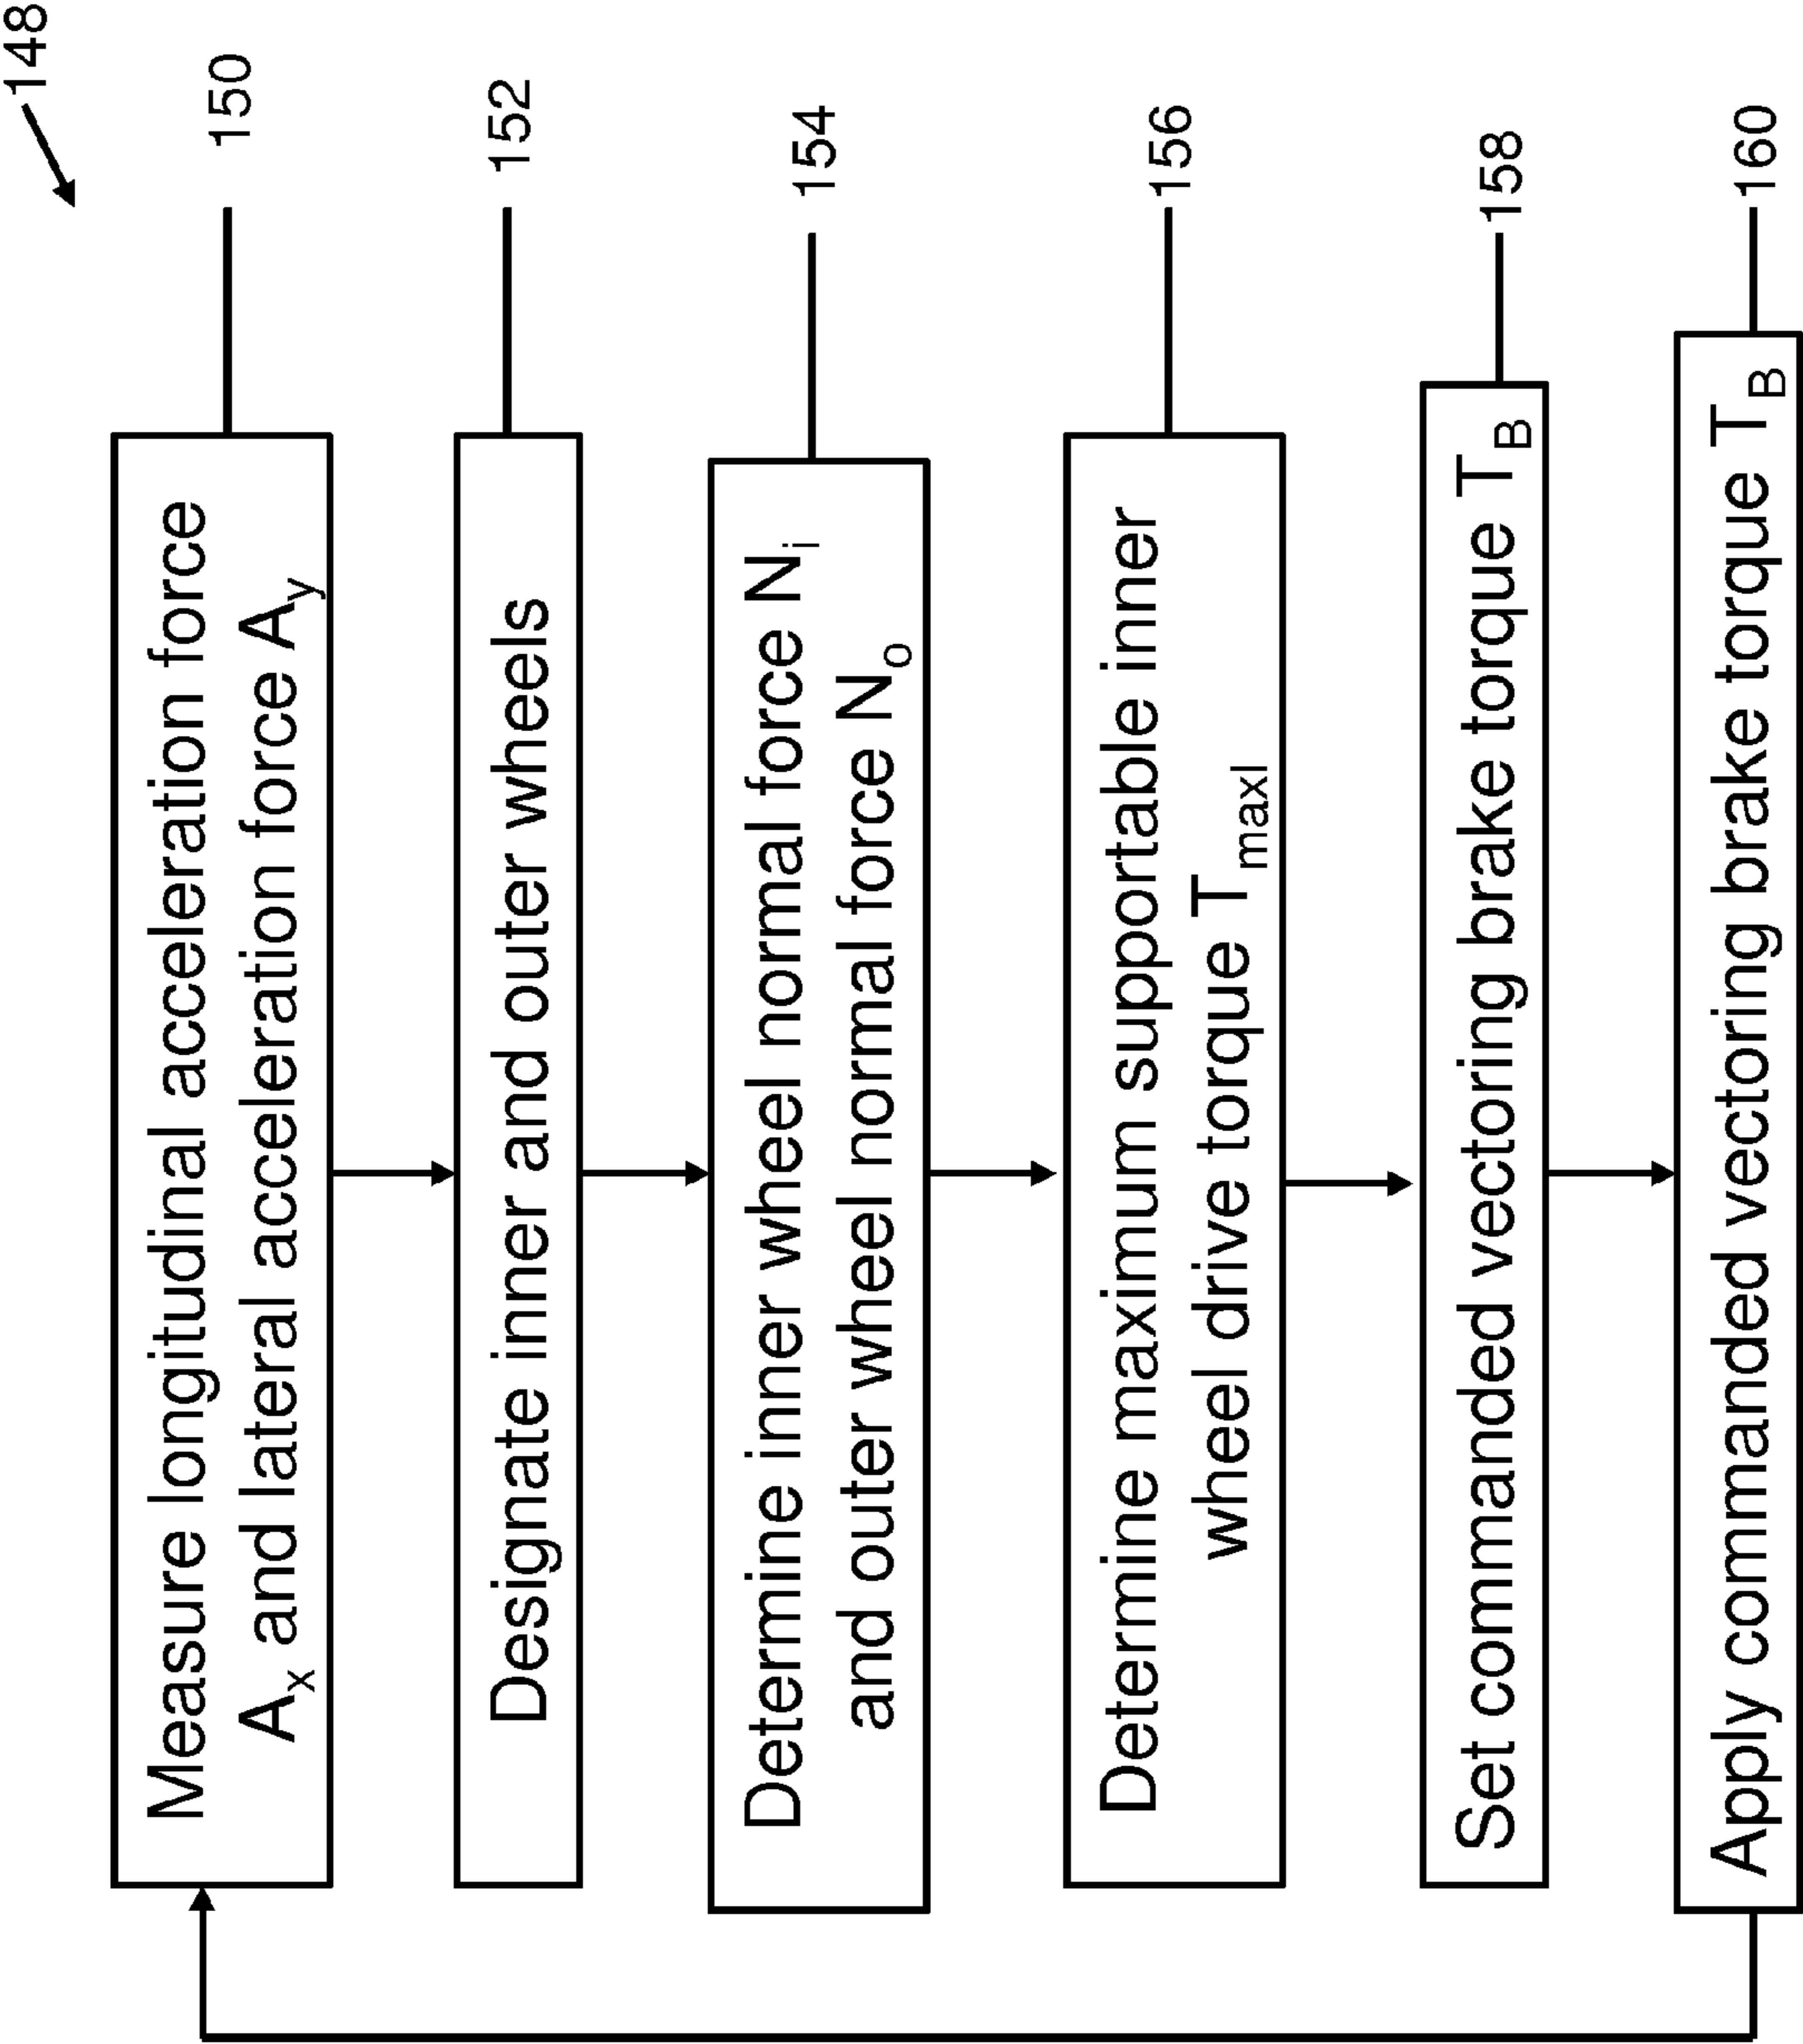 148
Measure longitudinal acceleration force
Aₓ and lateral acceleration force Aᵧ
150
Designate inner and outer wheels
152
Determine inner wheel normal force Nᵢ
and outer wheel normal force Nₒ
154
Determine maximum supportable inner
wheel drive torque TmaxI
156
Set commanded vectoring brake torque TB
158
Apply commanded vectoring brake torque TB
160